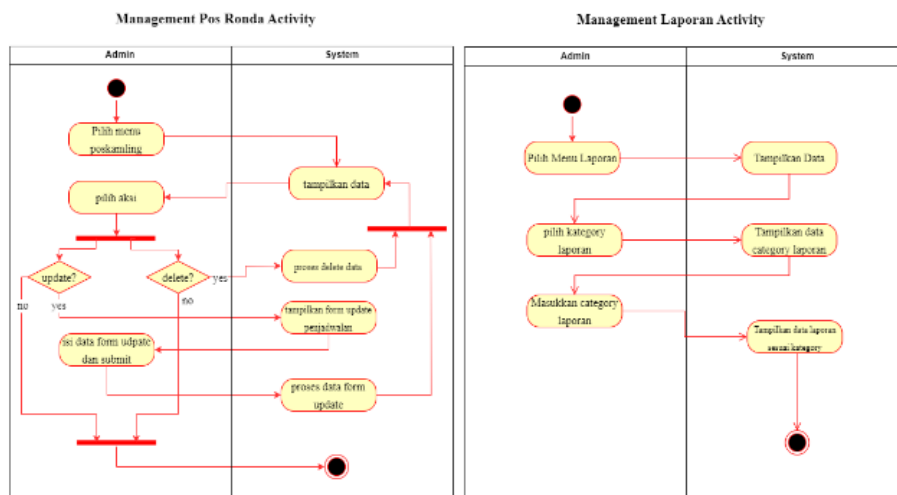 Management Pos Ronda Activity
Admin
System
Pilih menu
poskamling
tampilkan data
pilih aksi
update?
delete?
yes
no
yes
no
proses delete data
tampilkan form update
penjadwalan
isi data form udpate
dan submit
proses data form
update
Management Laporan Activity
Admin
System
Pilih Menu Laporan
Tampilkan Data
pilih kategory
laporan
Tampilkan data
category laporan
Masukkan category
laporan
Tampilkan data laporan
sesuai kategory